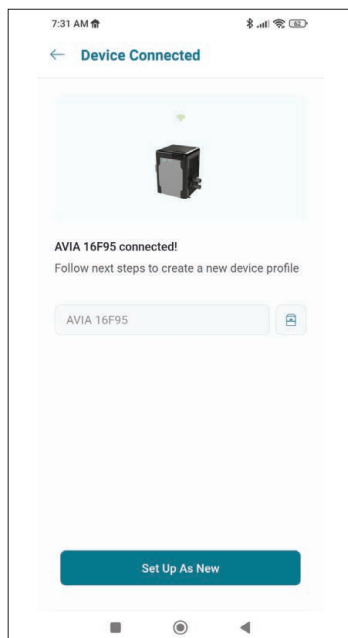 7:31 AM
62
Device Connected
AVIA 16F95 connected!
Follow next steps to create a new device profile
AVIA 16F95
Set Up As New